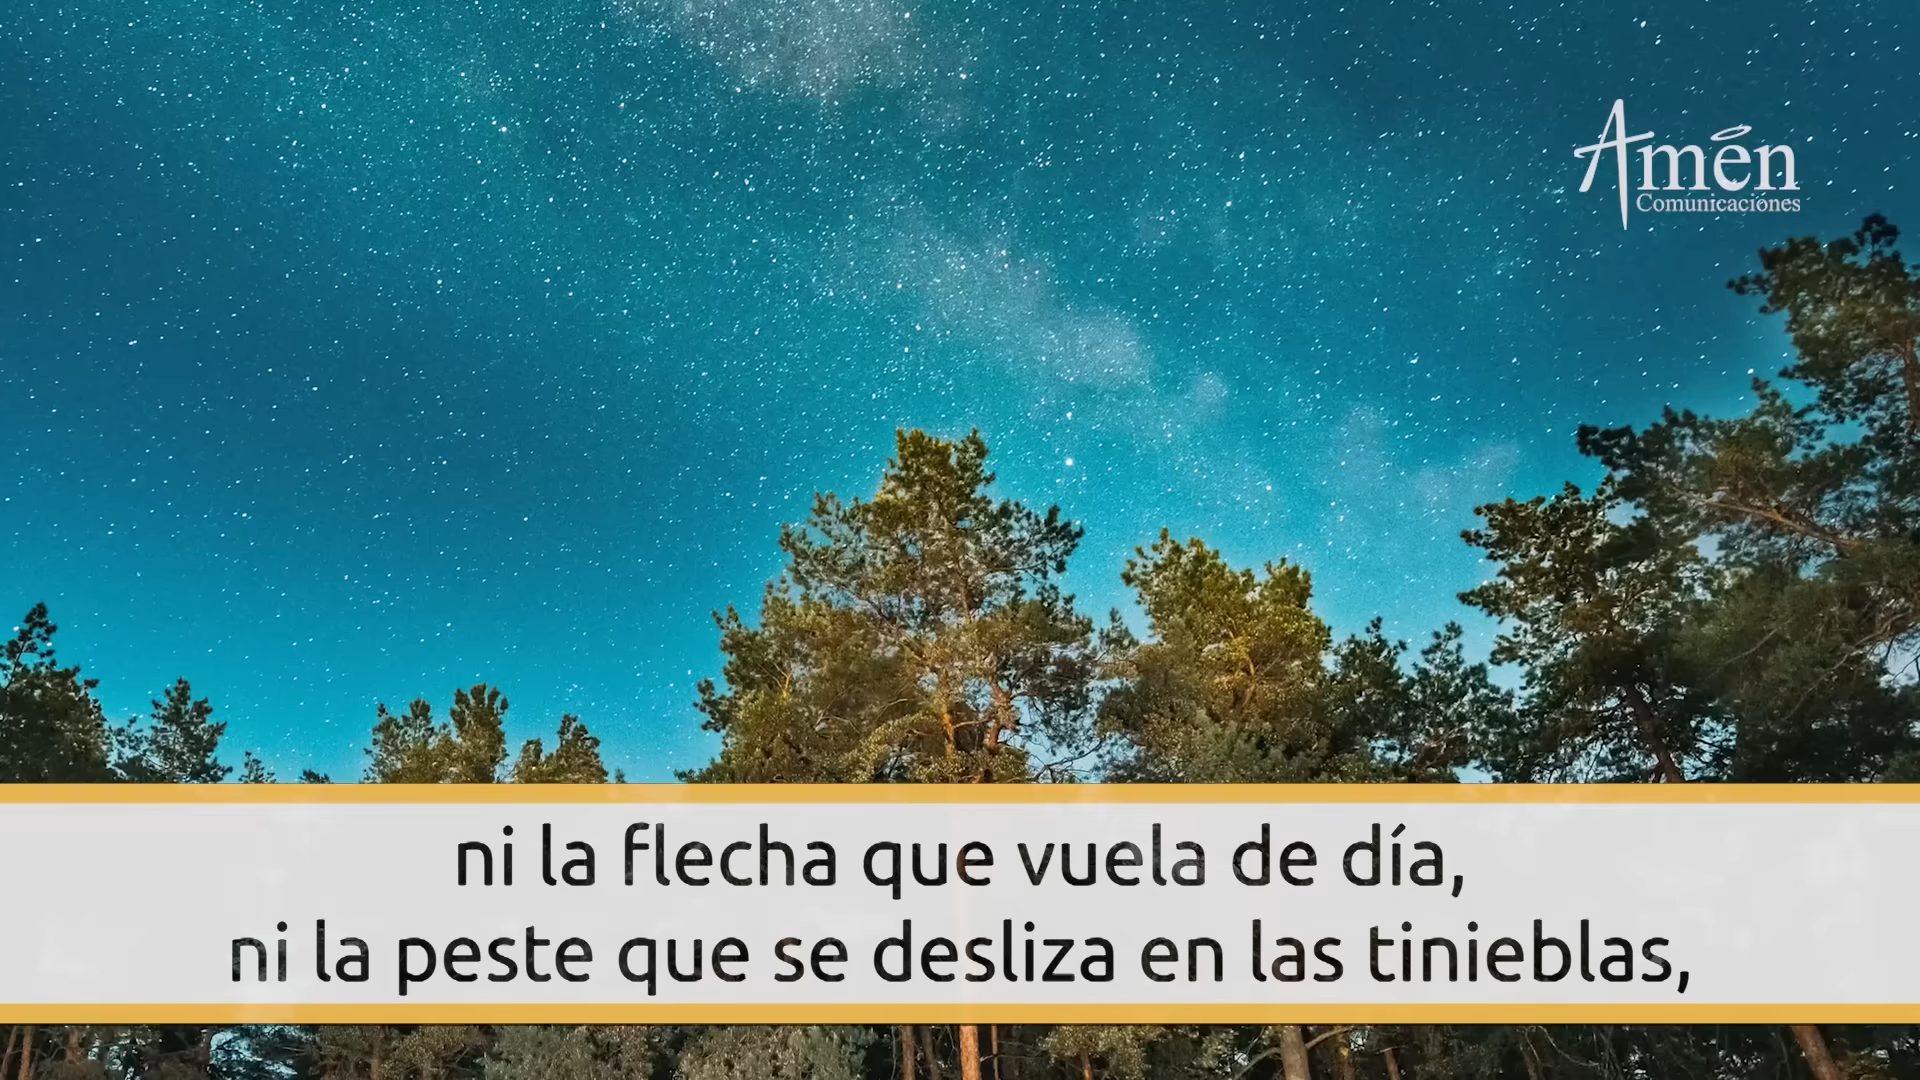 Amén
Comunicaciones
ni la flecha que vuela de día,
ni la peste que se desliza en las tinieblas,